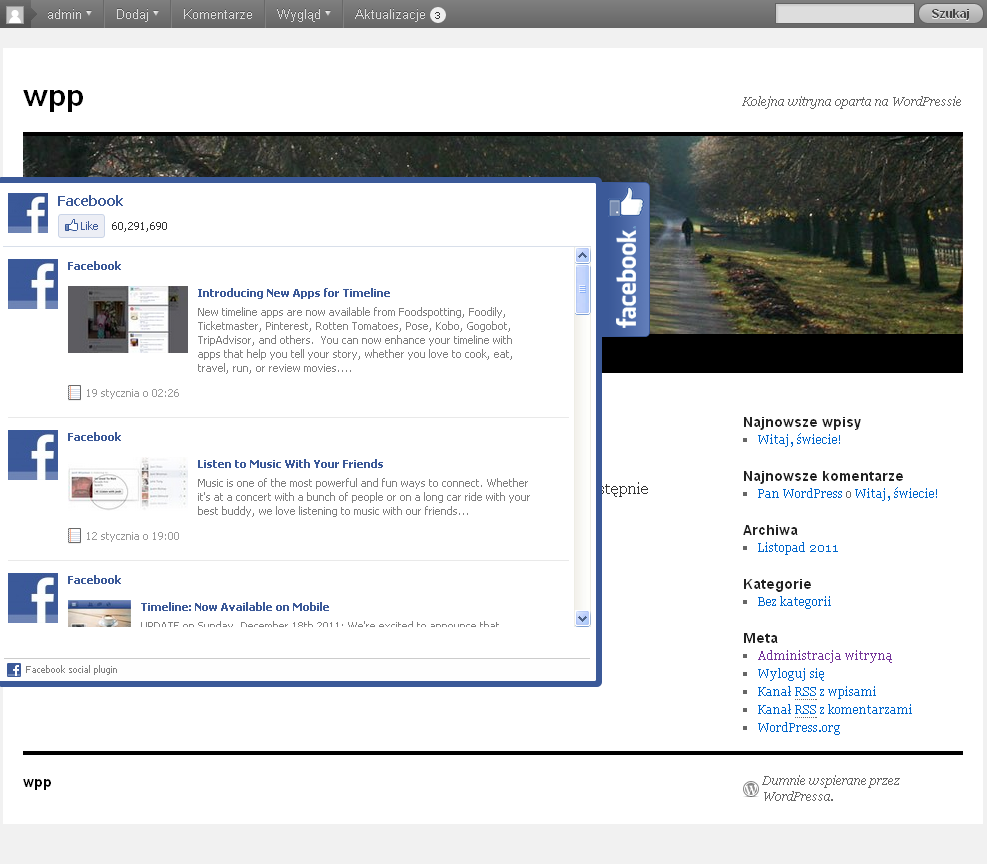 admin Dodaj Komentarze Wygląd Aktualizacje 3 Szukaj
wpp
Kolejna witryna oparta na WordPressie
Facebook
Like 60,291,690
facebook
Facebook
Introducing New Apps for Timeline
New timeline apps are now available from Foodspotting, Foodily,
Ticketmaster, Pinterest, Rotten Tomatoes, Pose, Kobo, Gogobot,
TripAdvisor, and others. You can now enhance your timeline with
apps that help you tell your story, whether you love to cook, eat,
travel, run, or review movies....
19 stycznia o 02:26
Facebook
Listen to Music With Your Friends
Music is one of the most powerful and fun ways to connect. Whether
it's at a concert with a bunch of people or on a long car ride with your
best buddy, we love listening to music with our friends...
12 stycznia o 19:00
Facebook
Timeline: Now Available on Mobile
UPDATE on Sunday, December 18th 2011: We're excited to announce that
Facebook social plugin
stępnie
Najnowsze wpisy
Witaj, świecie!
Najnowsze komentarze
Pan WordPress o Witaj, świecie!
Archiwa
Listopad 2011
Kategorie
Bez kategorii
Meta
Administracja witryną
Wyloguj się
Kanał RSS z wpisami
Kanał RSS z komentarzami
WordPress.org
wpp
Dumnie wspierane przez
WordPressa.